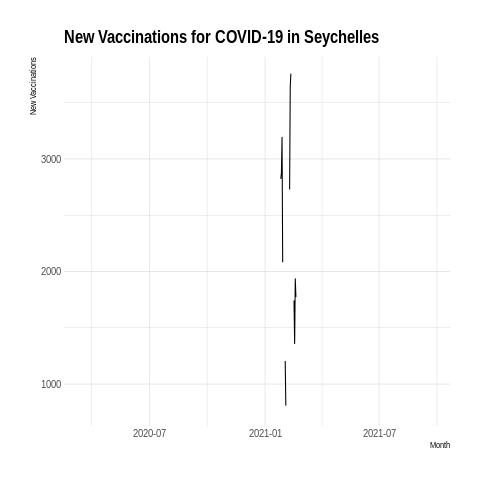 New Vaccinations for COVID-19 in Seychelles
New Vaccinations
3000
2000
1000
2020-07
2021-01
2021-07
Month